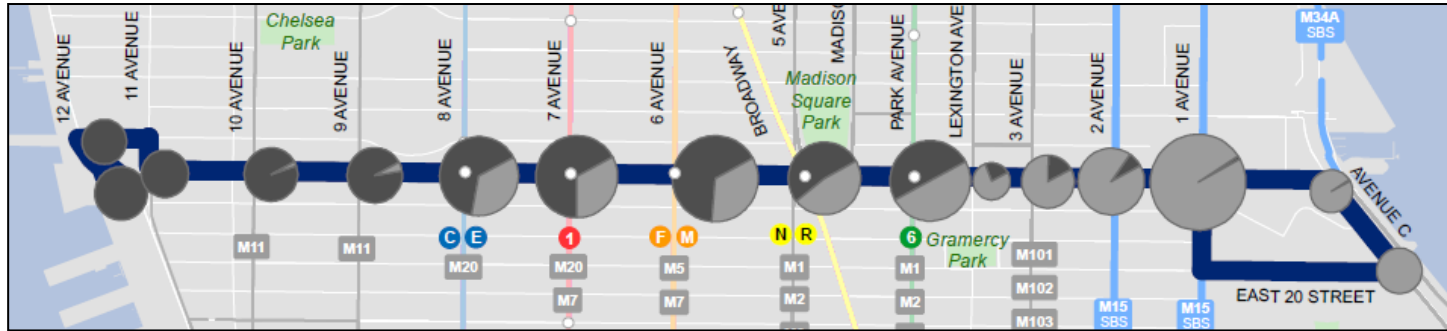 12 AVENUE
11 AVENUE
Chelsea
Park
10 AVENUE
9 AVENUE
8 AVENUE
7 AVENUE
6 AVENUE
BROADWAY
5 AVE
MADISO
Madison
Square
Park
PARK AVENUE
LEXINGTON AVE
3 AVENUE
2 AVENUE
1 AVENUE
M34A
SBS
AVENUE C
M11
M11
C E
M20
1
M20
M7
F M
M5
M7
N R
M1
M2
6
M1
M2
Gramercy
Park
M101
M102
M103
M15
SBS
M15
SBS
EAST 20 STREET